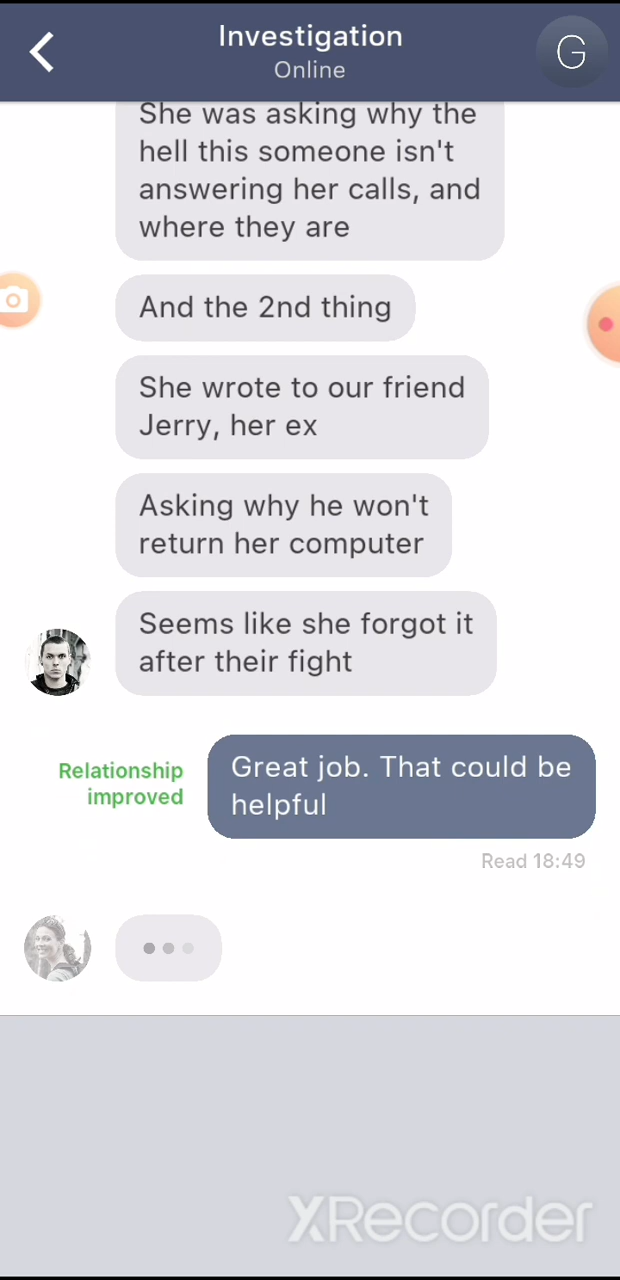 Investigation
Online
G
She was asking why the
hell this someone isn't
answering her calls, and
where they are
And the 2nd thing
She wrote to our friend
Jerry, her ex
Asking why he won't
return her computer
Seems like she forgot it
after their fight
Relationship
improved
Great job. That could be
helpful
Read 18:49
XRecorder